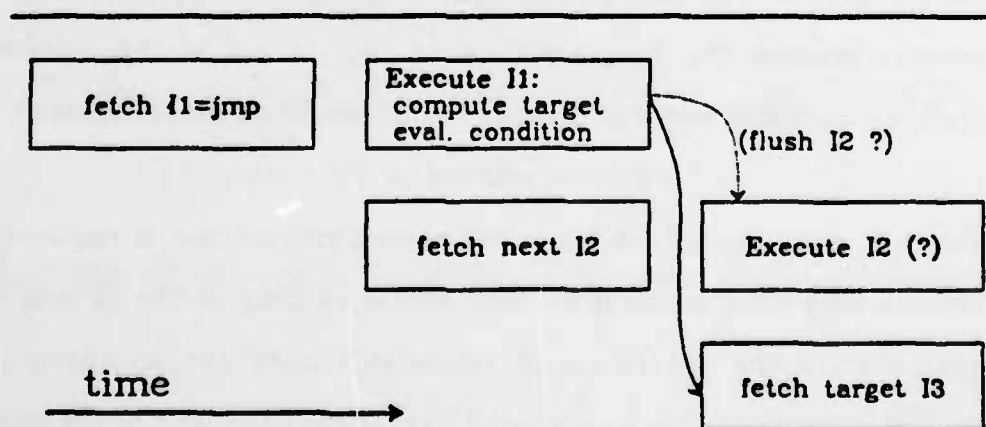 fetch I1=jmp
Execute I1:
compute target
eval. condition
(flush I2 ?)
fetch next I2
Execute I2 (?)
fetch target I3
time